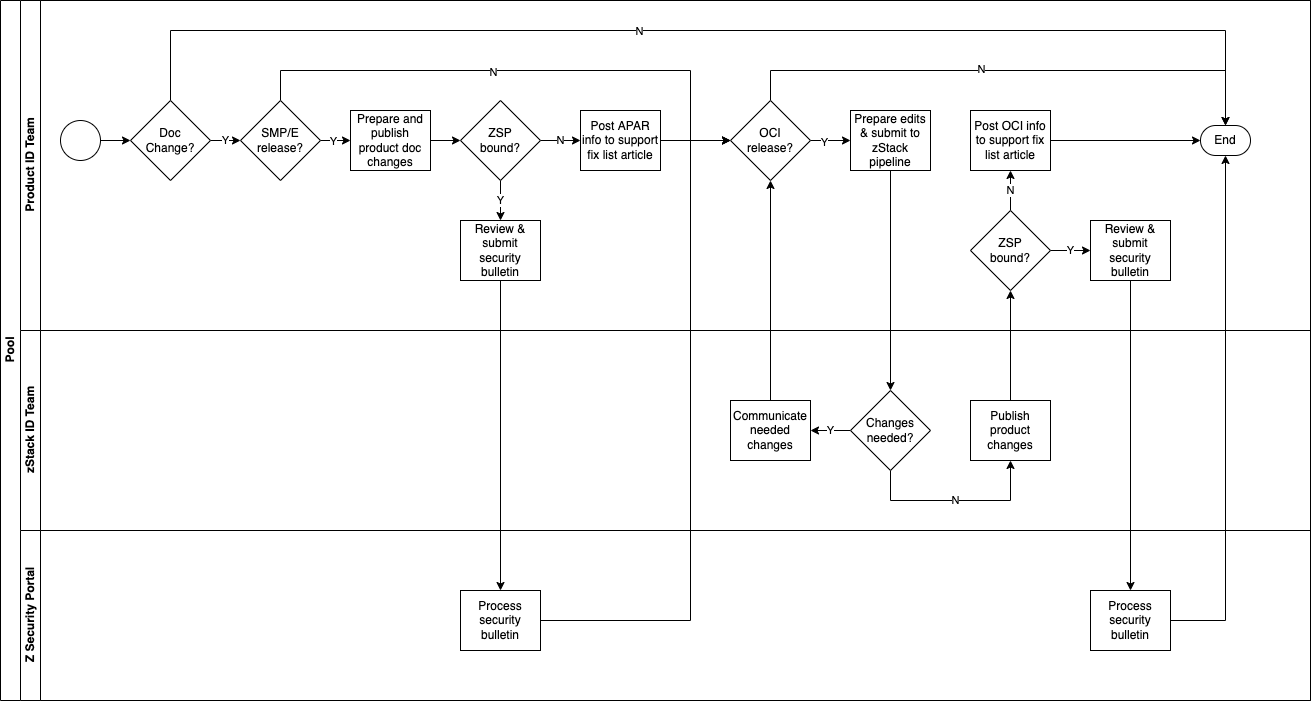 Pool
Product ID Team
zStack ID Team
Z Security Portal
N
N
N
Doc
Change?
Y
SMP/E
release?
Y
Prepare and
publish
product doc
changes
ZSP
bound?
N
Post APAR
info to support
fix list article
OCI
release?
Y
Prepare edits
& submit to
zStack
pipeline
Post OCI info
to support fix
list article
End
Y
N
Review &
submit
security
bulletin
ZSP
bound?
Y
Review &
submit
security
bulletin
Communicate
needed
changes
Y
Changes
needed?
Publish
product
changes
N
Process
security
bulletin
Process
security
bulletin